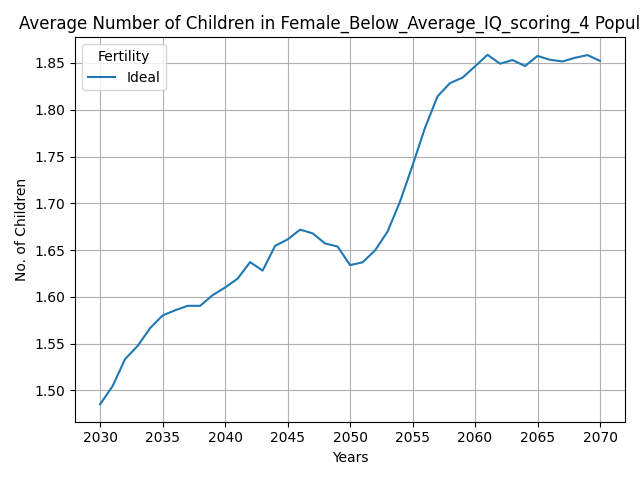 Average Number of Children in Female_Below_Average_IQ_scoring_4 Popul
Fertility
Ideal
No. of Children
1.85
1.80
1.75
1.70
1.65
1.60
1.55
1.50
2030 2035 2040 2045 2050 2055 2060 2065 2070
Years